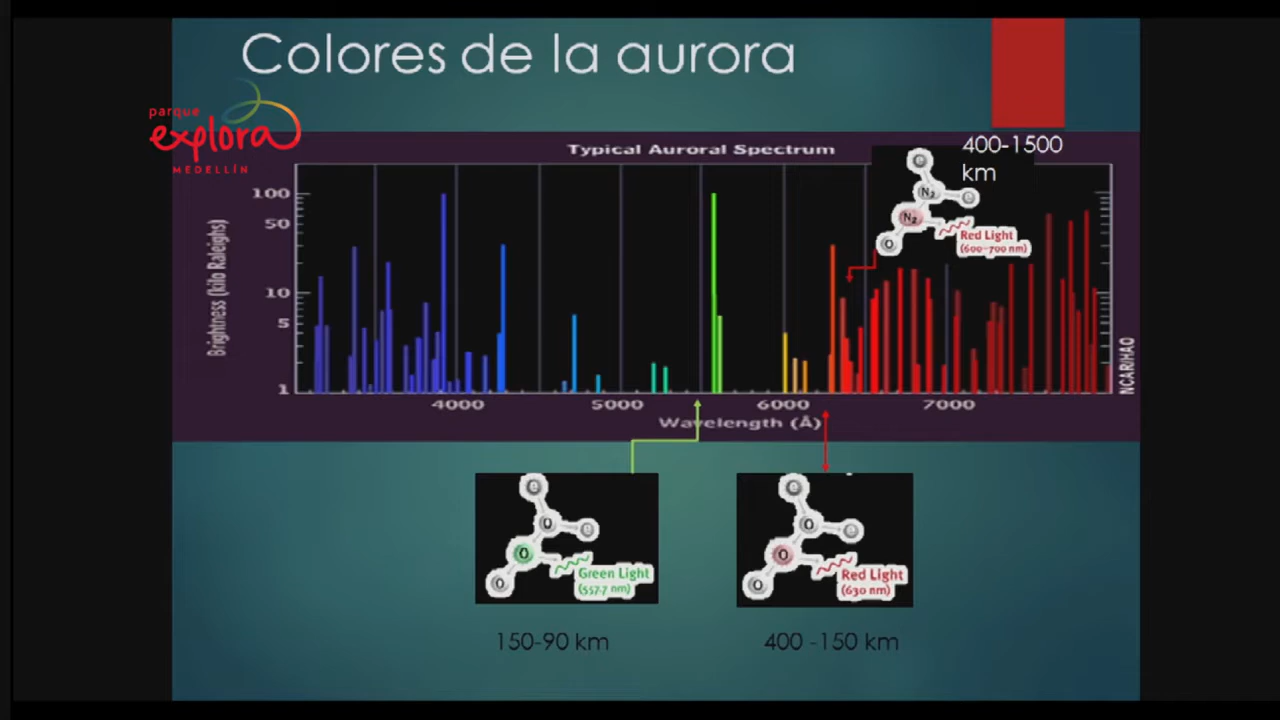 Colores de la aurora
parque
explora
MEDELLÍN
Typical Auroral Spectrum
400-1500
km
e
N₂
e
N₂
O
Red Light
(600-700 nm)
Brightness (kilo Raleighs)
100
50
10
5
1
4000
5000
6000
7000
Wavelength (Å)
NCAR/HAO
e
O
e
O
O
Green Light
(557.7 nm)
e
O
e
O
O
Red Light
(630 nm)
150-90 km
400 -150 km